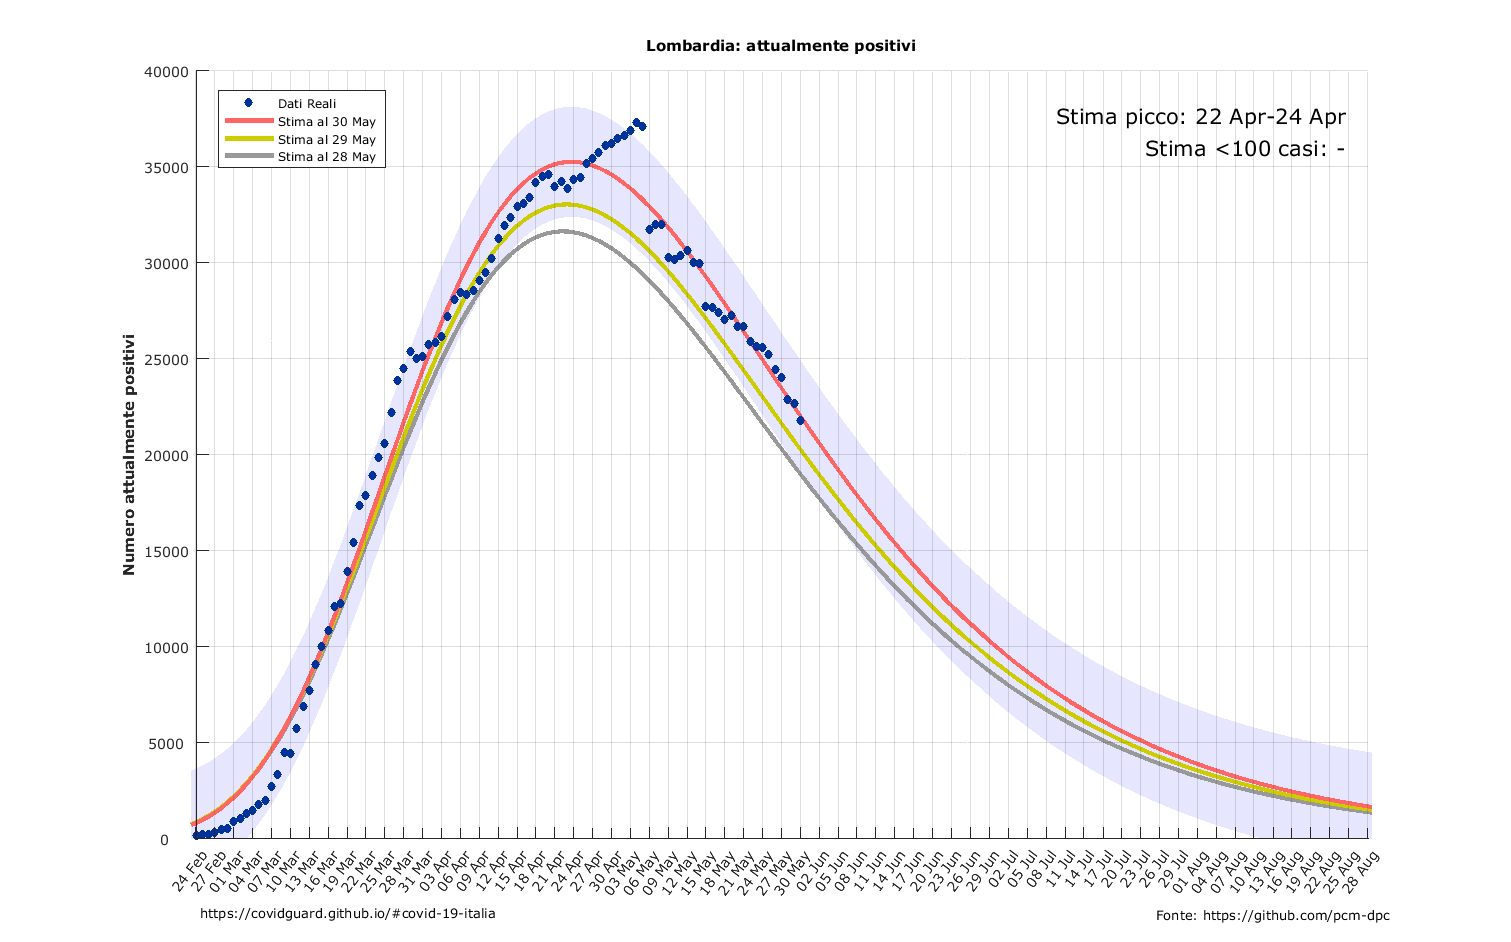 Lombardia: attualmente positivi
Numero attualmente positivi
40000
35000
30000
25000
20000
15000
10000
5000
0
Dati Reali
Stima al 30 May
Stima al 29 May
Stima al 28 May
Stima picco: 22 Apr-24 Apr
Stima <100 casi: -
24 Feb
27 Feb
01 Mar
04 Mar
07 Mar
10 Mar
13 Mar
16 Mar
19 Mar
22 Mar
25 Mar
28 Mar
31 Mar
03 Apr
06 Apr
09 Apr
12 Apr
15 Apr
18 Apr
21 Apr
24 Apr
27 Apr
30 Apr
03 May
06 May
09 May
12 May
15 May
18 May
21 May
24 May
27 May
30 May
02 Jun
05 Jun
08 Jun
11 Jun
14 Jun
17 Jun
20 Jun
23 Jun
26 Jun
29 Jun
02 Jul
05 Jul
08 Jul
11 Jul
14 Jul
17 Jul
20 Jul
23 Jul
26 Jul
29 Jul
01 Aug
04 Aug
07 Aug
10 Aug
13 Aug
16 Aug
19 Aug
22 Aug
25 Aug
28 Aug
https://covidguard.github.io/#covid-19-italia
Fonte: https://github.com/pcm-dpc